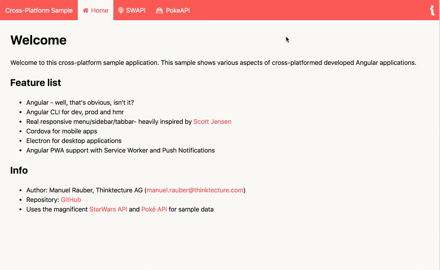 Cross-Platform Sample Home SWAPI PokeAPI
Welcome
Welcome to this cross-platform sample application. This sample shows various aspects of cross-platformed developed Angular applications.
Feature list
Angular - well, that's obvious, isn't it?
Angular CLI for dev, prod and hmr
Real responsive menu/sidebar/tabbar- heavily inspired by Scott Jensen
Cordova for mobile apps
Electron for desktop applications
Angular PWA support with Service Worker and Push Notifications
Info
Author: Manuel Rauber, Thinktecture AG (manuel.rauber@thinktecture.com)
Repository: GitHub
Uses the magnificent StarWars API and Poké API for sample data